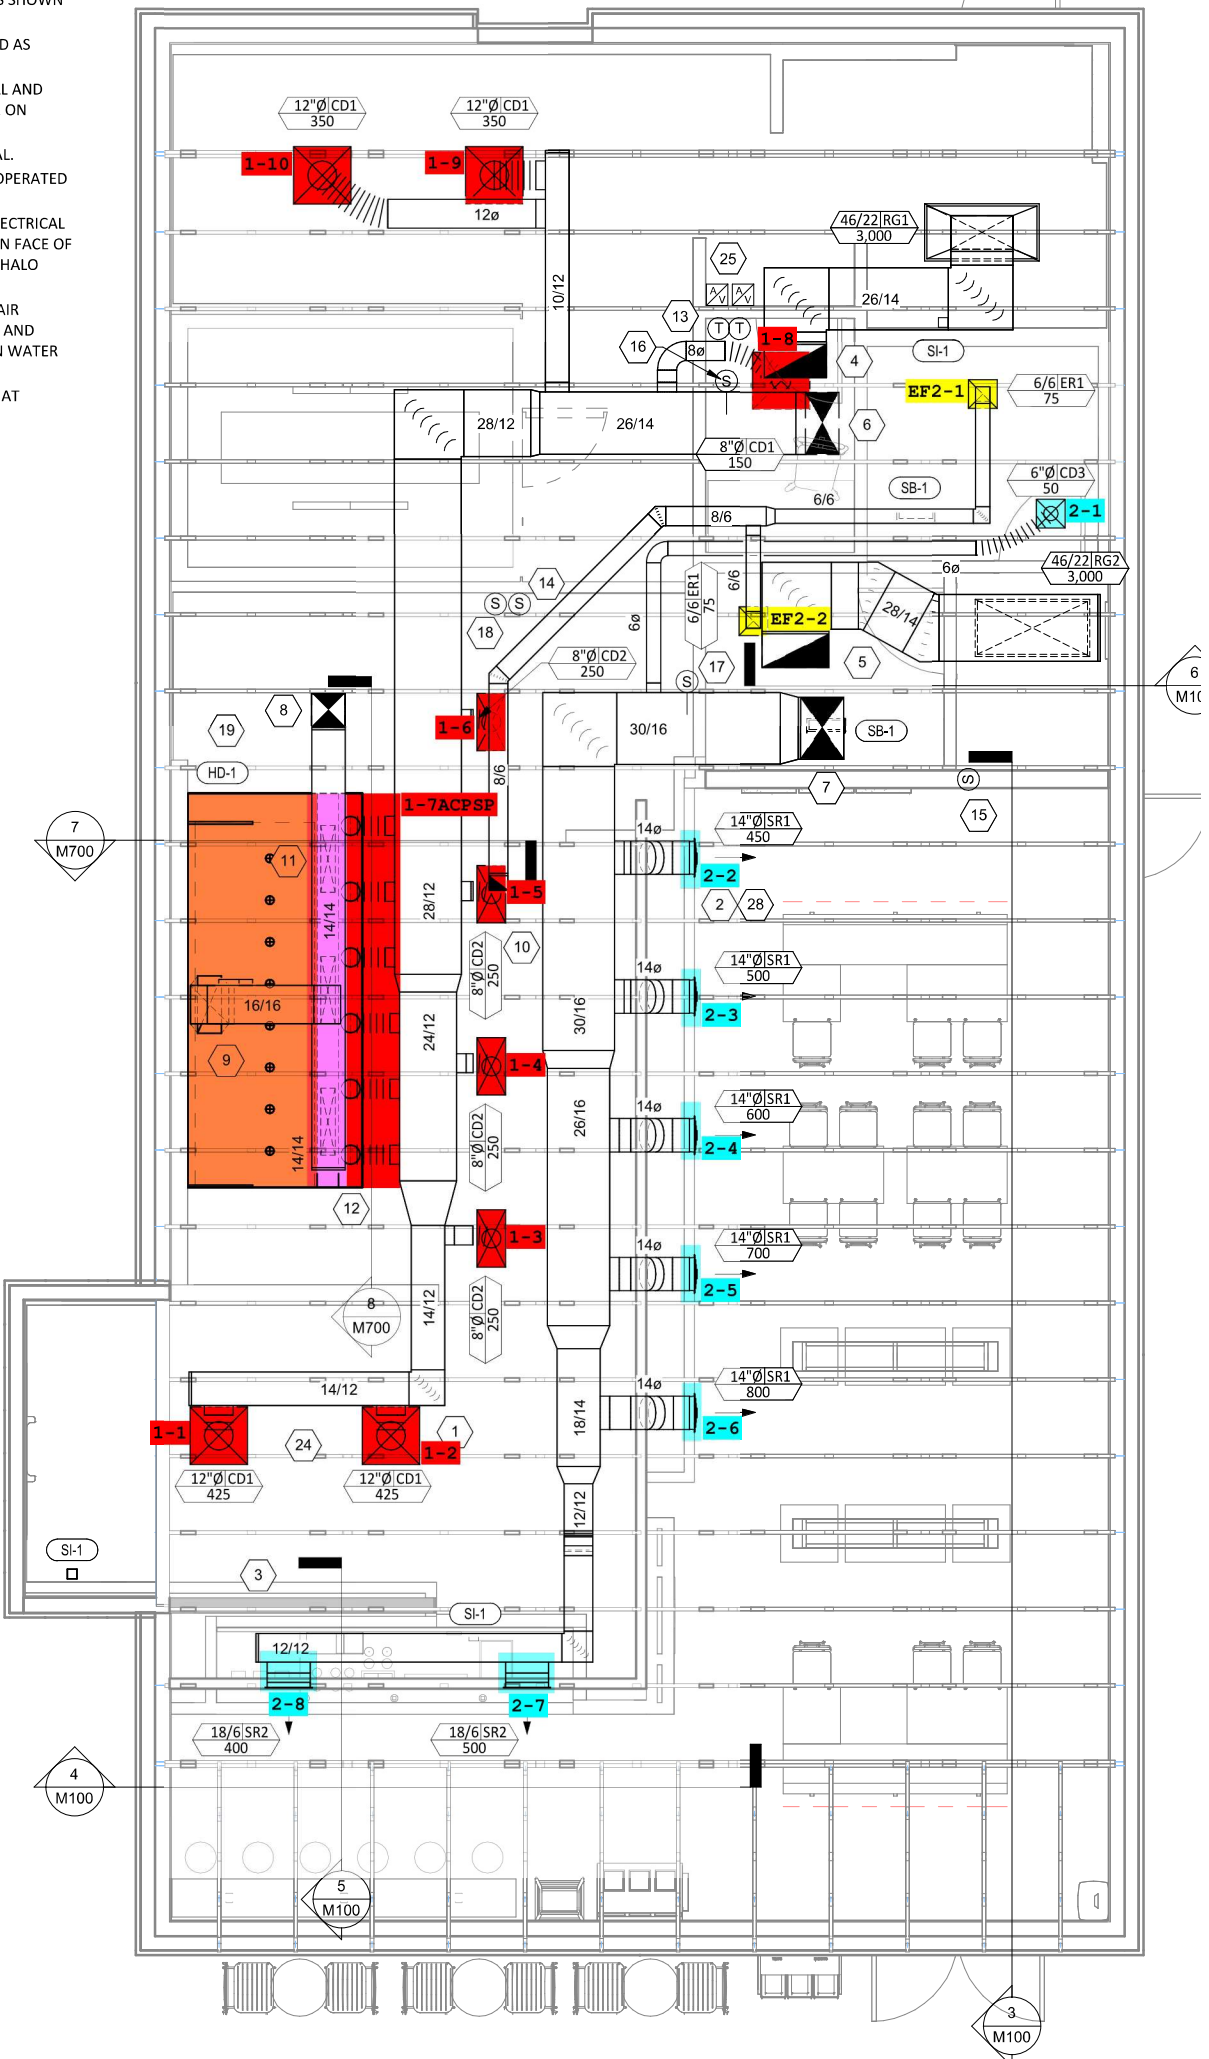 S SHOWN
D AS
L AND
ON
AL.
OPERATED
ECTRICAL
N FACE OF
HALO
AIR
AND
N WATER
AT
12"Ø CD1
350
12"Ø CD1
350
1-10
1-9
12ø
10/12
46/22 RG1
3,000
25
A/V
A/V
26/14
13
T T
1-8
16
8ø
4
SI-1
S
EF2-1
6/6 ER1
75
28/12
26/14
6
8"Ø CD1
150
6"Ø CD3
50
SB-1
6/6
8/6
2-1
46/22 RG2
3,000
6ø
14
6/6
6/6 ER1
75
S S
28/14
6ø
EF2-2
18
8"Ø CD2
250
17
5
S
6
M10
8
19
1-6
30/16
SB-1
HD-1
8/6
S
7
1-7ACPSP
15
7
M700
14ø
14"Ø SR1
450
11
2-2
1-5
28/12
14/14
2
28
10
8"Ø CD2
250
14ø
14"Ø SR1
500
16/16
30/16
2-3
24/12
9
1-4
14ø
14"Ø SR1
600
26/16
2-4
14/14
8"Ø CD2
250
12
1-3
14ø
14"Ø SR1
700
2-5
8
M700
14/12
8"Ø CD2
250
14ø
14"Ø SR1
800
14/12
18/14
2-6
1-1
24
1
1-2
12"Ø CD1
425
12"Ø CD1
425
12/12
SI-1
3
SI-1
12/12
2-8
2-7
18/6 SR2
400
18/6 SR2
500
4
M100
5
M100
3
M100